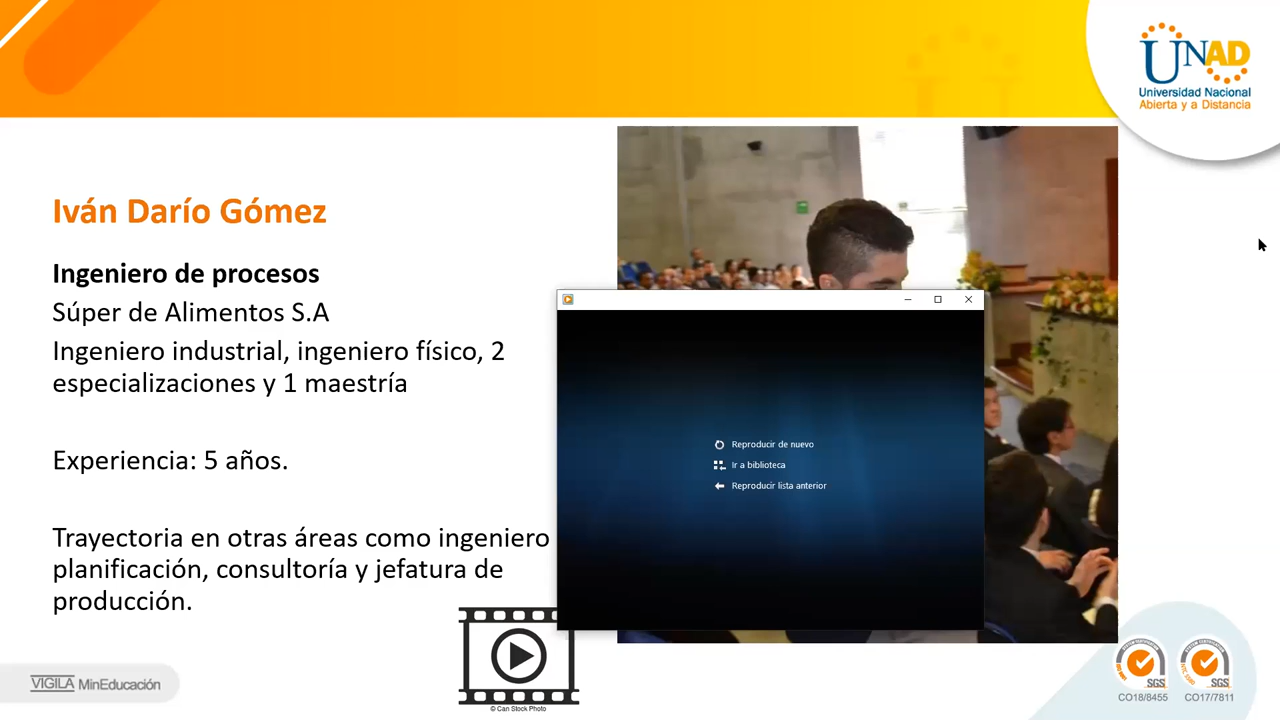 UNAD
Universidad Nacional
Abierta y a Distancia
Iván Darío Gómez
Ingeniero de procesos
Súper de Alimentos S.A
Ingeniero industrial, ingeniero físico, 2
especializaciones y 1 maestría
Experiencia: 5 años.
Trayectoria en otras áreas como ingeniero
planificación, consultoría y jefatura de
producción.
Reproducir de nuevo
Ir a biblioteca
Reproducir lista anterior
© Can Stock Photo
VIGILA MinEducación
SGS
SGS
CO18/8455
CO17/7811